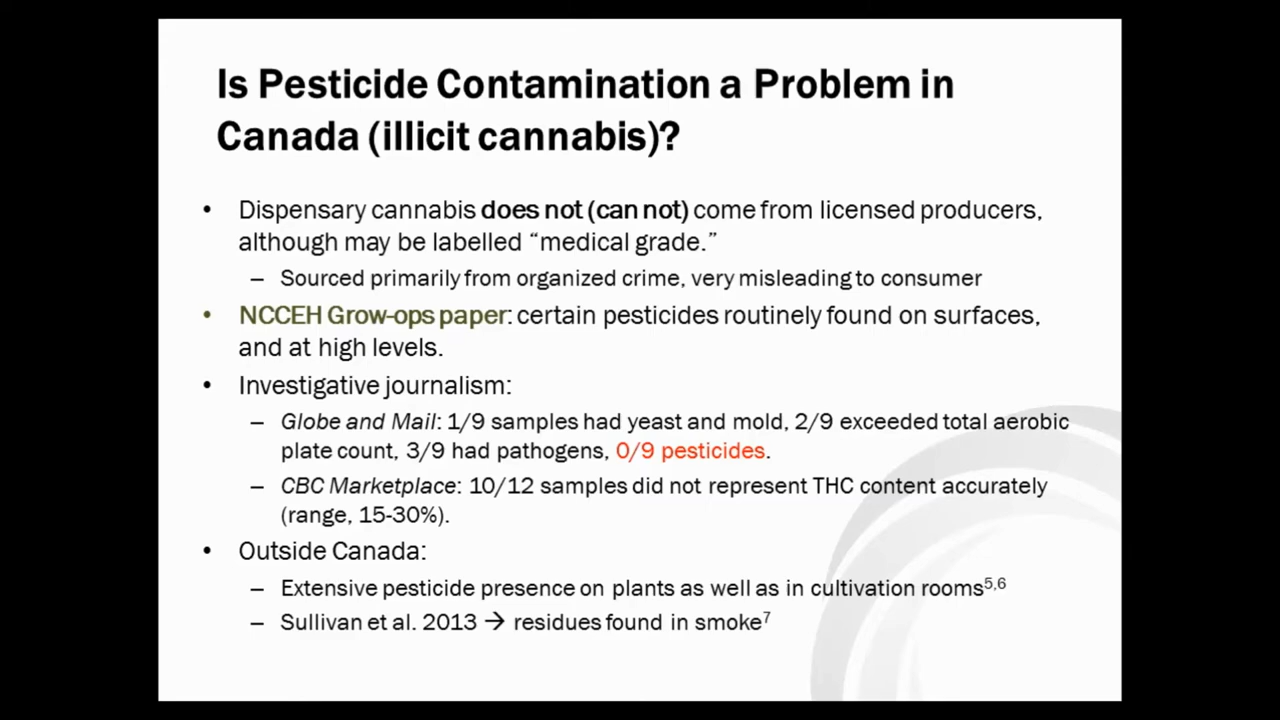 Is Pesticide Contamination a Problem in
Canada (illicit cannabis)?
• Dispensary cannabis does not (can not) come from licensed producers,
although may be labelled “medical grade.”
– Sourced primarily from organized crime, very misleading to consumer
• NCCEH Grow-ops paper: certain pesticides routinely found on surfaces,
and at high levels.
• Investigative journalism:
– Globe and Mail: 1/9 samples had yeast and mold, 2/9 exceeded total aerobic
plate count, 3/9 had pathogens, 0/9 pesticides.
– CBC Marketplace: 10/12 samples did not represent THC content accurately
(range, 15-30%).
• Outside Canada:
– Extensive pesticide presence on plants as well as in cultivation rooms5,6
– Sullivan et al. 2013 → residues found in smoke7